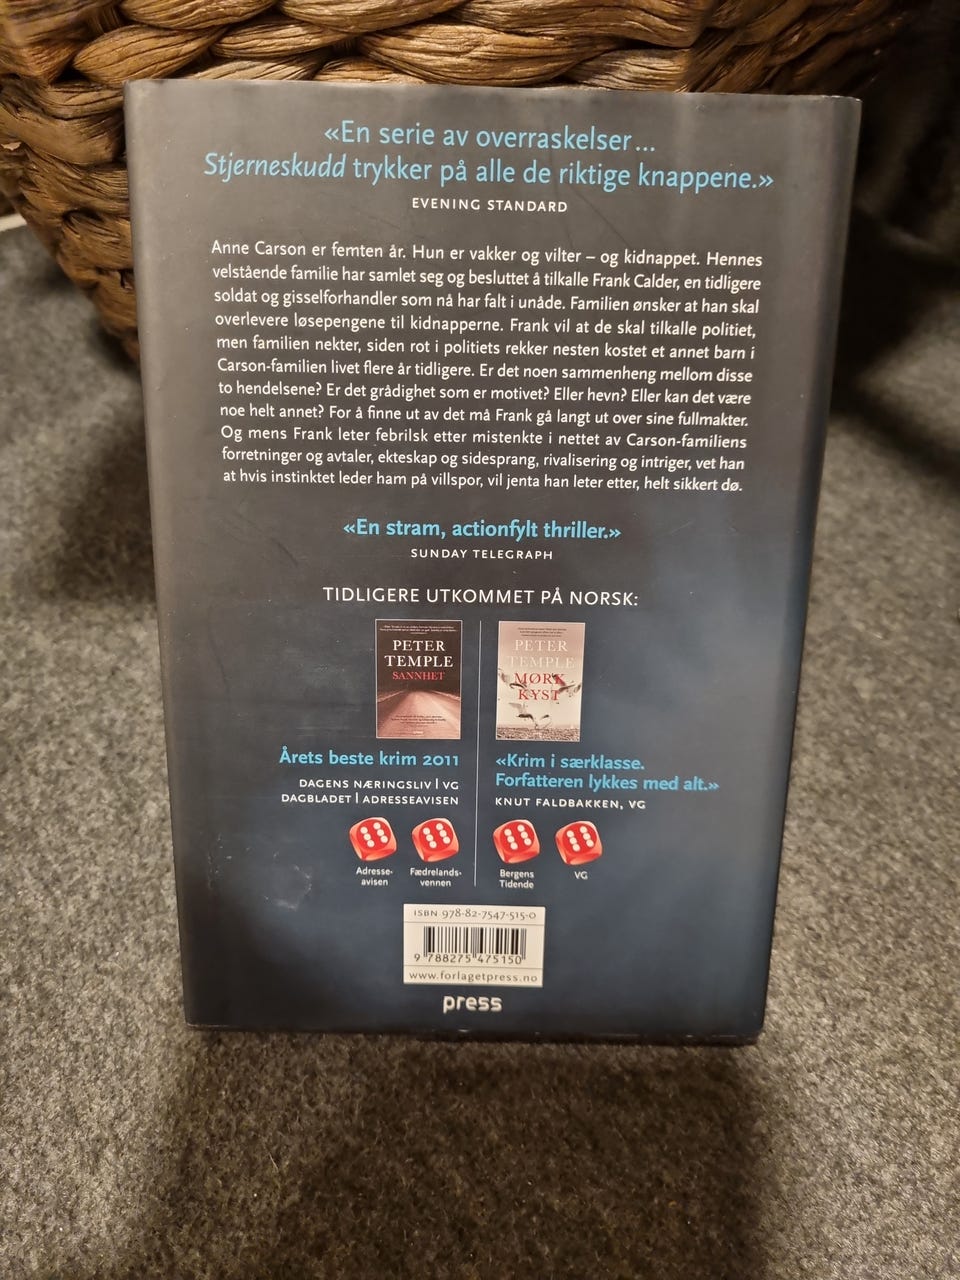 «En serie av overraskelser...
Stjerneskudd trykker på alle de riktige knappene.»
EVENING STANDARD
Anne Carson er femten år. Hun er vakker og vilter – og kidnappet. Hennes
velstående familie har samlet seg og besluttet å tilkalle Frank Calder, en tidligere
soldat og gisselforhandler som nå har falt i unåde. Familien ønsker at han skal
overlevere løsepengene til kidnapperne. Frank vil at de skal tilkalle politiet,
men familien nekter, siden rot i politiets rekker nesten kostet et annet barn i
Carson-familien livet flere år tidligere. Er det noen sammenheng mellom disse
to hendelsene? Er det grådighet som er motivet? Eller hevn? Eller kan det være
noe helt annet? For å finne ut av det må Frank gå langt ut over sine fullmakter.
Og mens Frank leter febrilsk etter mistenkte i nettet av Carson-familiens
forretninger og avtaler, ekteskap og sidesprang, rivalisering og intriger, vet han
at hvis instinktet leder ham på villspor, vil jenta han leter etter, helt sikkert dø.
«En stram, actionfylt thriller.»
SUNDAY TELEGRAPH
TIDLIGERE UTKOMMET PÅ NORSK:
PETER
TEMPLE
SANNHET
Årets beste krim 2011
DAGENS NÆRINGSLIV | VG
DAGBLADET | ADRESSEAVISEN
Adresse-
avisen
Fædrelands-
vennen
PETER
TEMPLE
MØRK
KYST
«Krim i særklasse.
Forfatteren lykkes med alt.»
KNUT FALDBAKKEN, VG
Bergens
Tidende
VG
ISBN 978-82-7547-515-0
9 788275 475150
www.forlagetpress.no
press